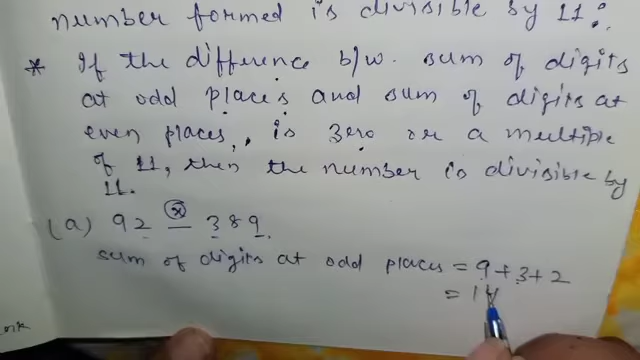 number formed is divisible by 11:
* If the difference b/w. sum of digits
at odd places and sum of digits at
even places, is zero or a multiple
of 11, then the number is divisible by
11.
(a) 92 x 389
sum of digits at odd places = 9+3+2
= 14